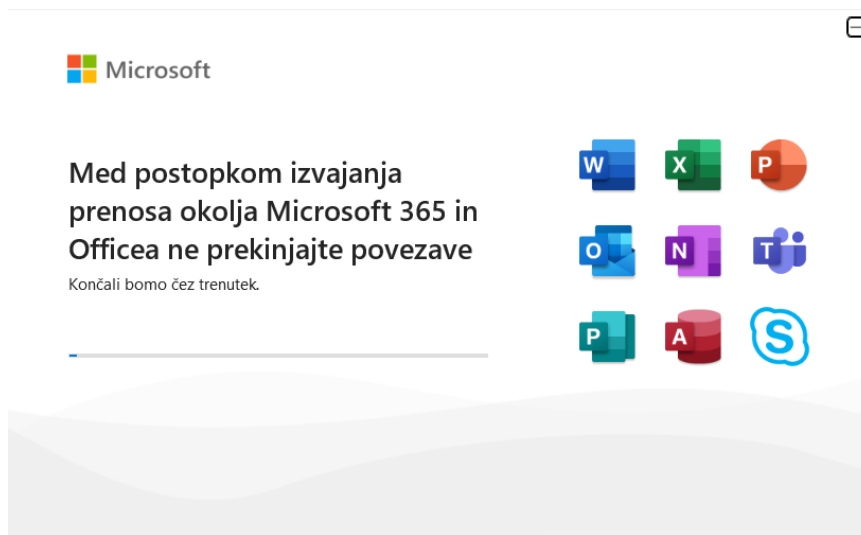 Microsoft
Med postopkom izvajanja
prenosa okolja Microsoft 365 in
Officea ne prekinjajte povezave
Končali bomo čez trenutek.
W X P
O N T
P A S